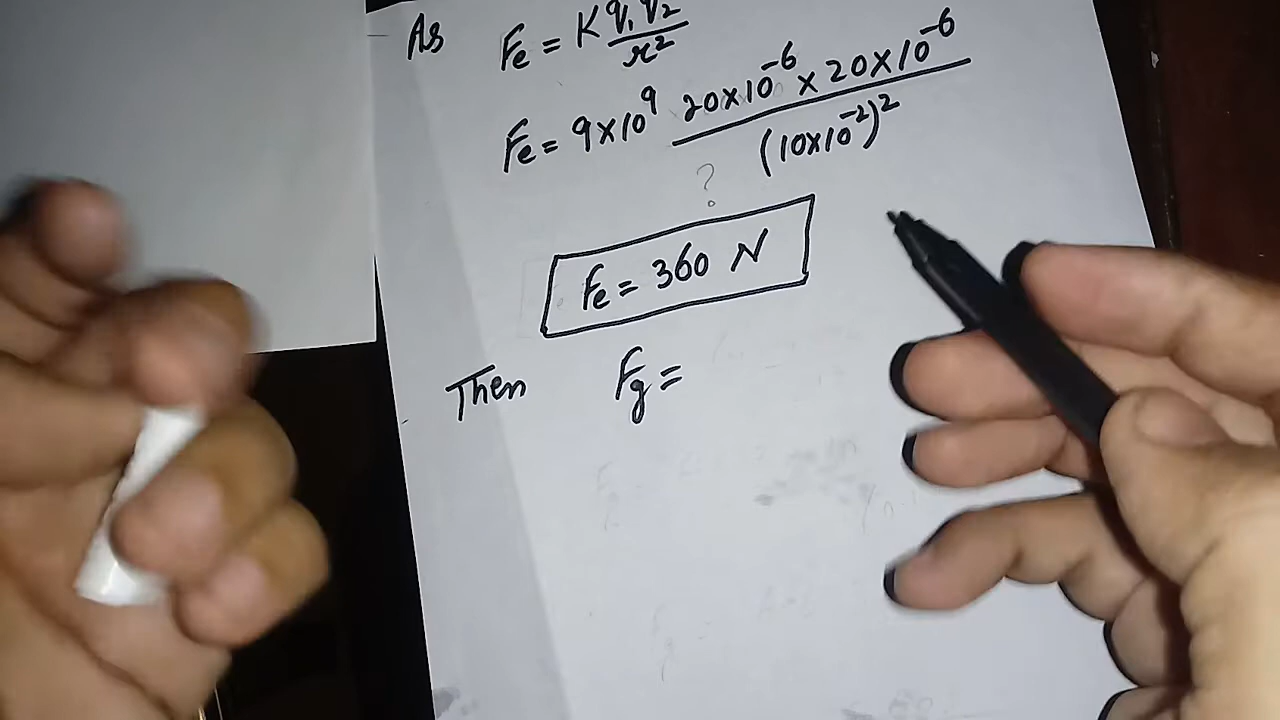 As Fe = K q₁ q₂ / r²
Fe = 9×10⁹ 20×10⁻⁶ × 20×10⁻⁶ / (10×10⁻²)²
?
Fe = 360 N
Then Fg =